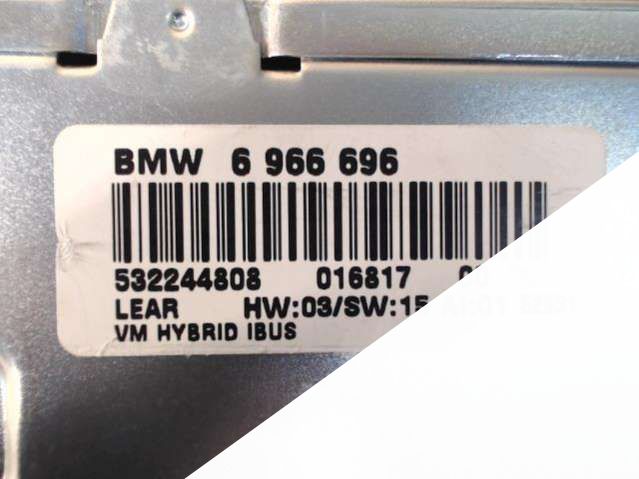 BMW 6 966 696
532244808 016817
LEAR HW:03/SW:15
VM HYBRID IBUS